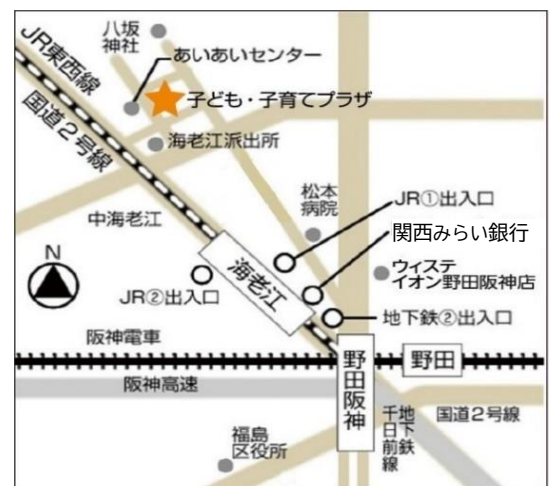 八坂
神社
あいあいセンター
JR東西線
子ども・子育てプラザ
国道2号線
海老江派出所
松本
病院
JR①出入口
中海老江
関西みらい銀行
N
海老江
ウィステ
イオン野田阪神店
JR②出入口
地下鉄②出入口
阪神電車
野田阪神
野田
阪神高速
地下鉄
千日前線
国道2号線
福島
区役所